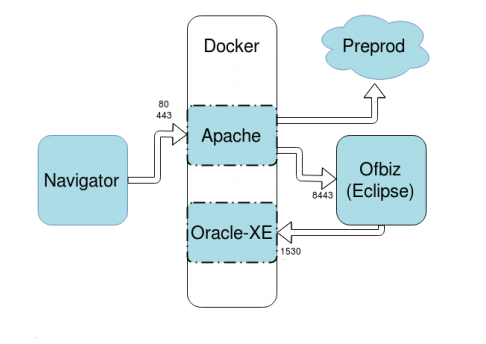 Docker
Preprod
80
443
Apache
Navigator
Ofbiz
(Eclipse)
8443
Oracle-XE
1530